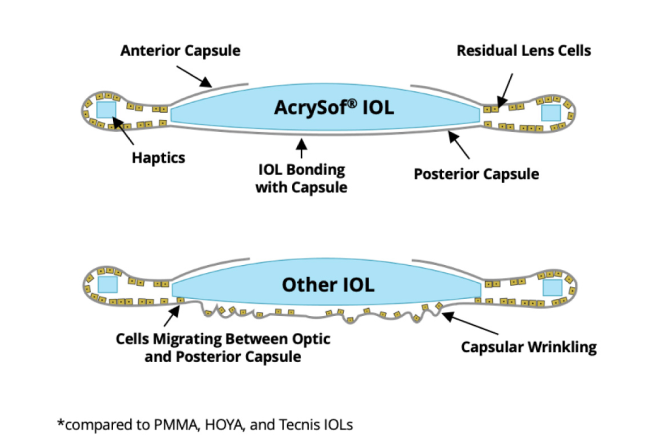 Anterior Capsule
Residual Lens Cells
AcrySof® IOL
Haptics
IOL Bonding
with Capsule
Posterior Capsule
Other IOL
Cells Migrating Between Optic
and Posterior Capsule
Capsular Wrinkling
*compared to PMMA, HOYA, and Tecnis IOLs